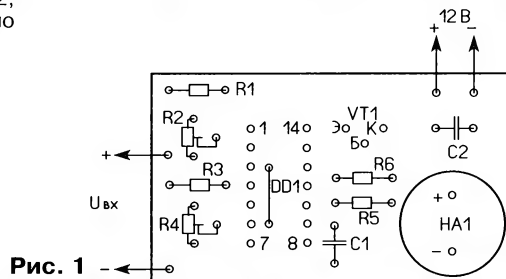 2,
но
12 В
+ -
R1
R2
VT1
1 14
Э К
Б
C2
+
R3
R6
DD1
Uвх
R5
+
R4
HA1
7 8
C1
-
Рис. 1 -